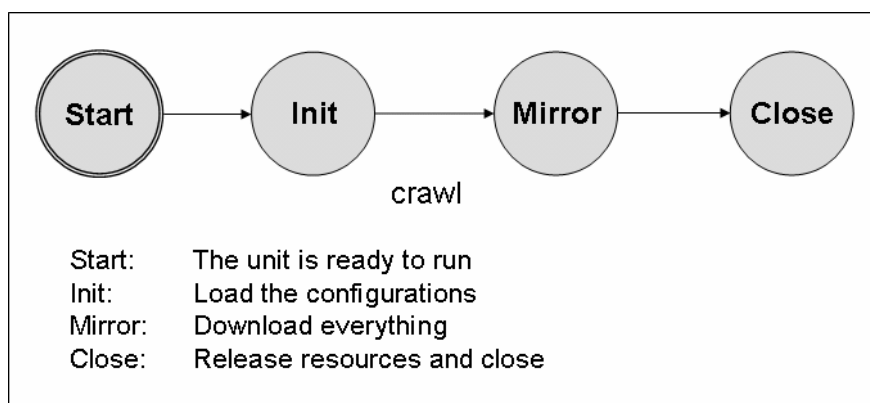 Start Init Mirror Close
crawl
Start: The unit is ready to run
Init: Load the configurations
Mirror: Download everything
Close: Release resources and close